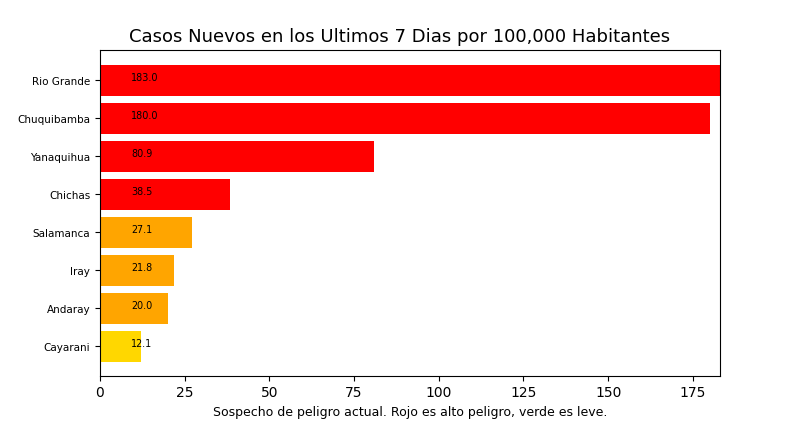 Casos Nuevos en los Ultimos 7 Dias por 100,000 Habitantes
Rio Grande 183.0
Chuquibamba 180.0
Yanaquihua 80.9
Chichas 38.5
Salamanca 27.1
Iray 21.8
Andaray 20.0
Cayarani 12.1
0 25 50 75 100 125 150 175
Sospecho de peligro actual. Rojo es alto peligro, verde es leve.